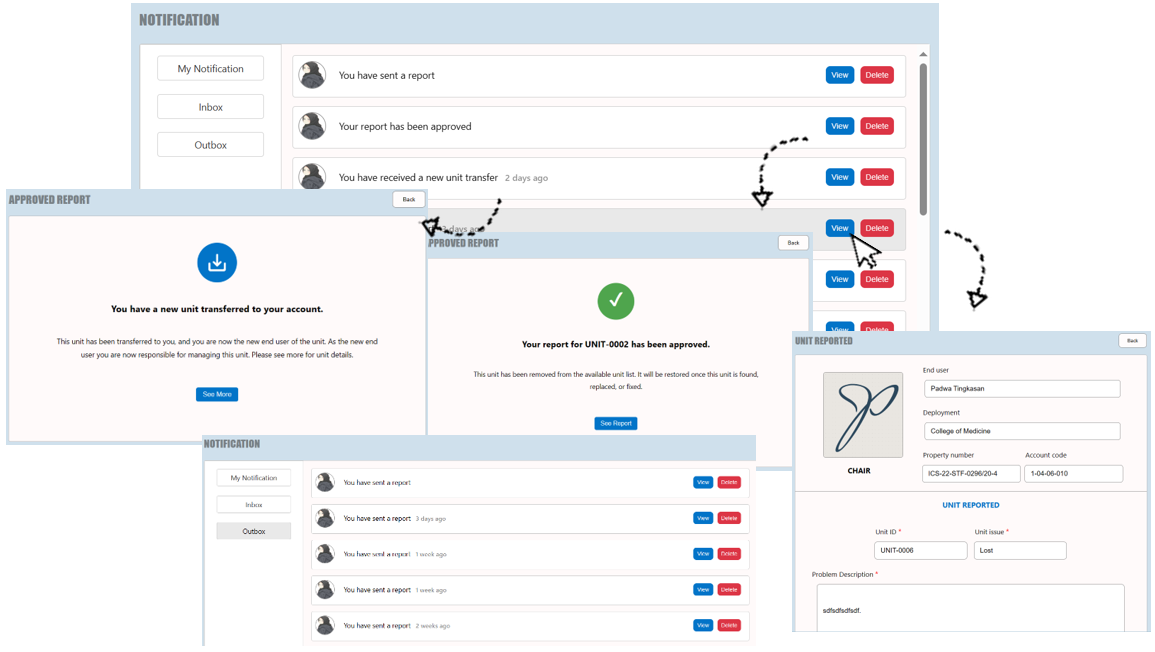 NOTIFICATION
My Notification
Inbox
Outbox
You have sent a report
View
Delete
Your report has been approved
View
Delete
You have received a new unit transfer 2 days ago
View
Delete
3 days ago
View
Delete
View
Delete
View
Delete
APPROVED REPORT
Back
You have a new unit transferred to your account.
This unit has been transferred to you, and you are now the new end user of the unit. As the new end
user you are now responsible for managing this unit. Please see more for unit details.
See More
APPROVED REPORT
Back
Your report for UNIT-0002 has been approved.
This unit has been removed from the available unit list. It will be restored once this unit is found,
replaced, or fixed.
See Report
UNIT REPORTED
Back
CHAIR
End user
Padwa Tingkasan
Deployment
College of Medicine
Property number
Account code
ICS-22-STF-0296/20-4
1-04-06-010
UNIT REPORTED
Unit ID *
Unit issue *
UNIT-0006
Lost
Problem Description *
sdfsdfsdfsdf.
NOTIFICATION
My Notification
Inbox
Outbox
You have sent a report
View
Delete
You have sent a report 3 days ago
View
Delete
You have sent a report 1 week ago
View
Delete
You have sent a report 1 week ago
View
Delete
You have sent a report 2 weeks ago
View
Delete